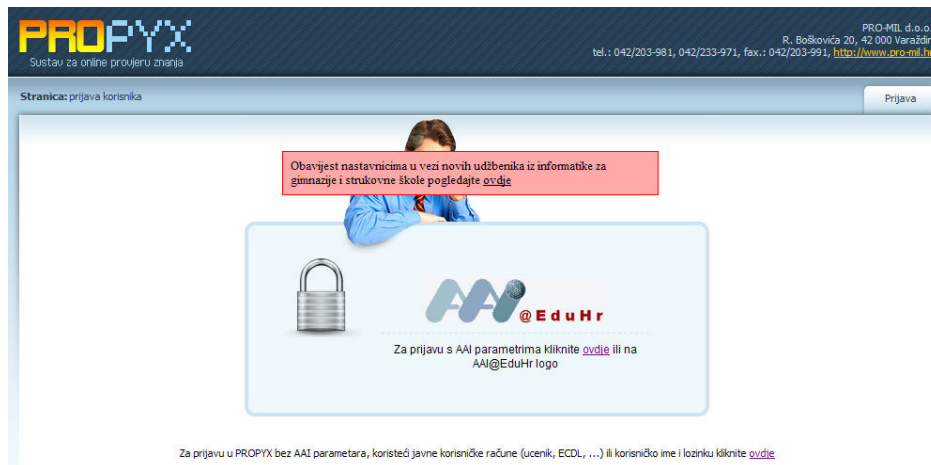 PROPYX
Sustav za online provjeru znanja
PRO-MIL d.o.o.
R. Boškovića 20, 42 000 Varaždin
tel.: 042/203-981, 042/233-971, fax.: 042/203-991, http://www.pro-mil.hr
Stranica: prijava korisnika
Prijava
Obavijest nastavnicima u vezi novih udžbenika iz informatike za
gimnazije i strukovne škole pogledajte ovdje
AAI
@EduHr
Za prijavu s AAI parametrima kliknite ovdje ili na
AAI@EduHr logo
Za prijavu u PROPYX bez AAI parametara, koristeći javne korisničke račune (ucenik, ECDL, ...) ili korisničko ime i lozinku kliknite ovdje